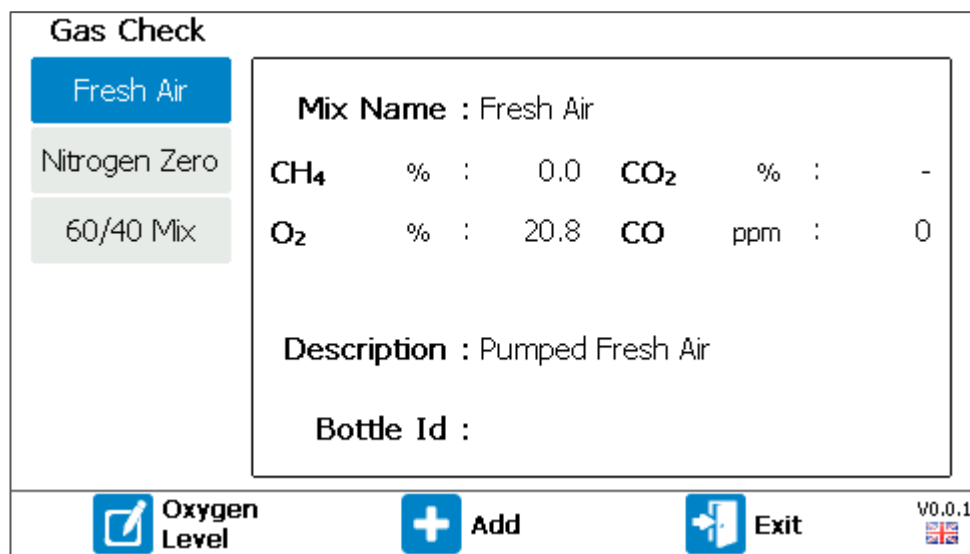 Gas Check
Fresh Air
Nitrogen Zero
60/40 Mix
Mix Name : Fresh Air
CH₄ % : 0.0 CO₂ % : -
O₂ % : 20.8 CO ppm : 0
Description : Pumped Fresh Air
Bottle Id :
Oxygen Level
Add
Exit
V0.0.1